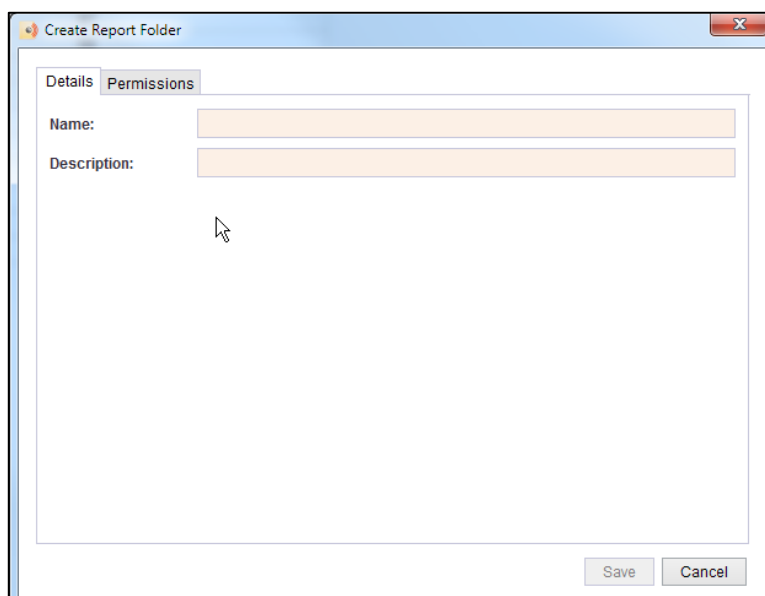 Create Report Folder
Details Permissions
Name:
Description:
Save Cancel